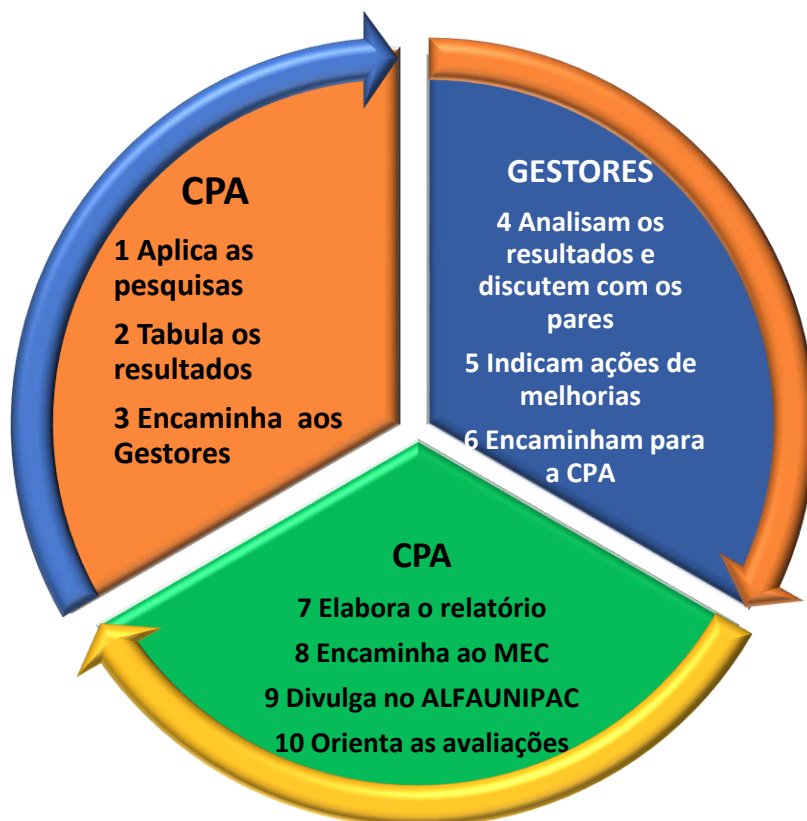 CPA
1 Aplica as
pesquisas
2 Tabula os
resultados
3 Encaminha aos
Gestores
GESTORES
4 Analisam os
resultados e
discutem com os
pares
5 Indicam ações de
melhorias
6 Encaminham para
a CPA
CPA
7 Elabora o relatório
8 Encaminha ao MEC
9 Divulga no ALFAUNIPAC
10 Orienta as avaliações